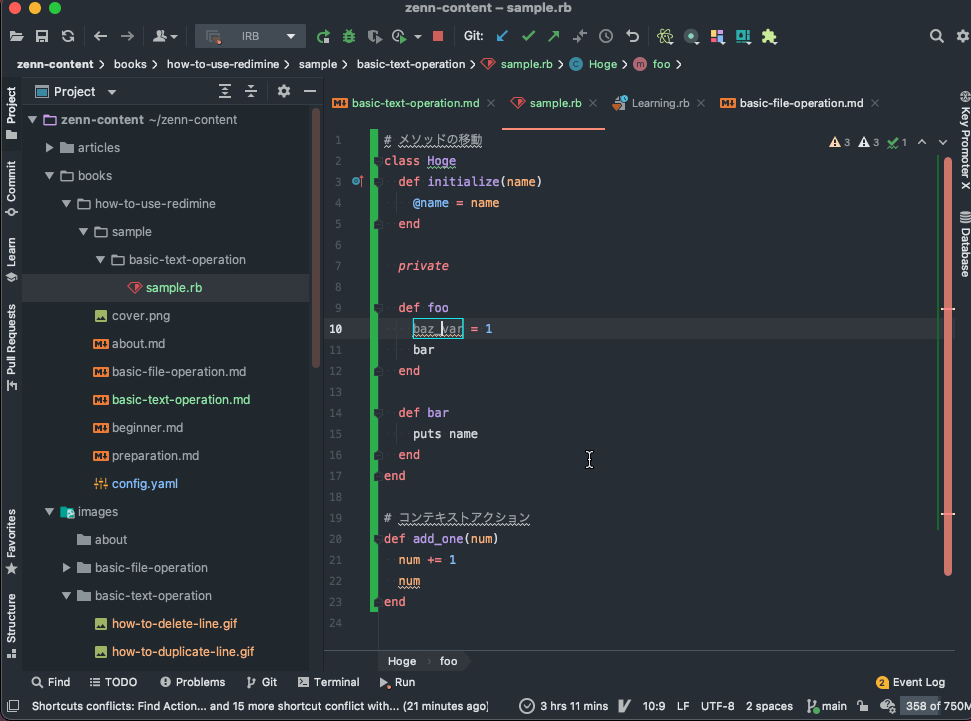 zenn-content – sample.rb
IRB
Git:
zenn-content
books
how-to-use-redimine
sample
basic-text-operation
sample.rb
Hoge
foo
Project
basic-text-operation.md
sample.rb
Learning.rb
basic-file-operation.md
Project
Commit
Learn
Pull Requests
Favorites
Structure
zenn-content ~/zenn-content
articles
books
how-to-use-redimine
sample
basic-text-operation
sample.rb
cover.png
about.md
basic-file-operation.md
basic-text-operation.md
beginner.md
preparation.md
config.yaml
images
about
basic-file-operation
basic-text-operation
how-to-delete-line.gif
how-to-duplicate-line.gif
3 3 1
1 # メソッドの移動
2 class Hoge
3 def initialize(name)
4 @name = name
5 end
6
7 private
8
9 def foo
10 baz_var = 1
11 bar
12 end
13
14 def bar
15 puts name
16 end
17 end
18
19 # コンテキストアクション
20 def add_one(num)
21 num += 1
22 num
23 end
24
Key Promoter X
Database
Hoge
foo
Find
TODO
Problems
Git
Terminal
Run
2 Event Log
Shortcuts conflicts: Find Action... and 15 more shortcut conflict with... (21 minutes ago)
3 hrs 11 mins
10:9
LF
UTF-8
2 spaces
main
358 of 750M